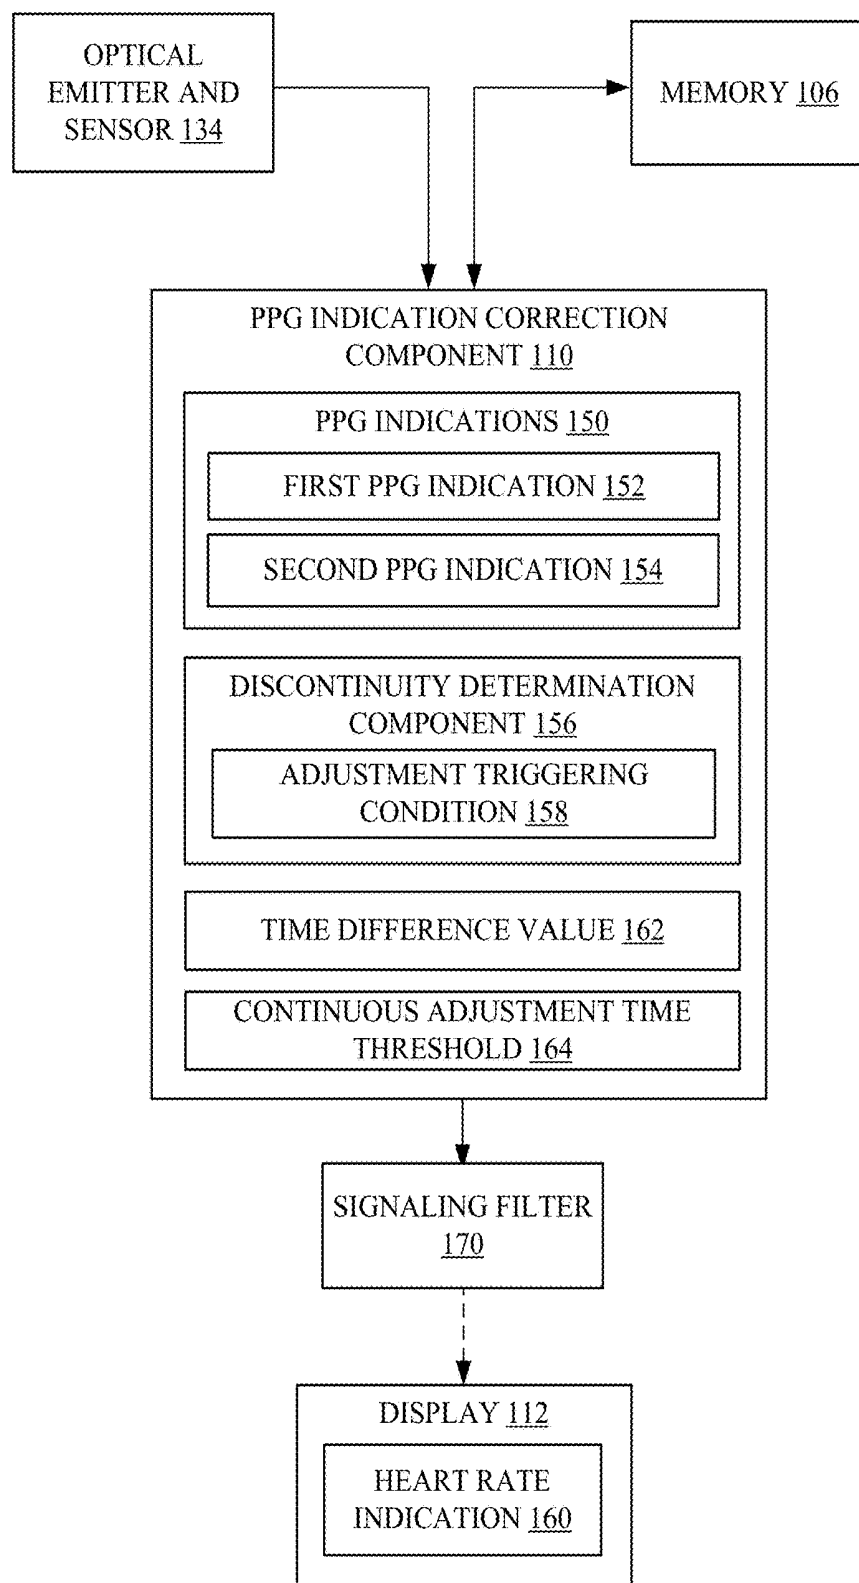 OPTICAL
EMITTER AND
SENSOR 134
MEMORY 106
PPG INDICATION CORRECTION
COMPONENT 110
PPG INDICATIONS 150
FIRST PPG INDICATION 152
SECOND PPG INDICATION 154
DISCONTINUITY DETERMINATION
COMPONENT 156
ADJUSTMENT TRIGGERING
CONDITION 158
TIME DIFFERENCE VALUE 162
CONTINUOUS ADJUSTMENT TIME
THRESHOLD 164
SIGNALING FILTER
170
DISPLAY 112
HEART RATE
INDICATION 160